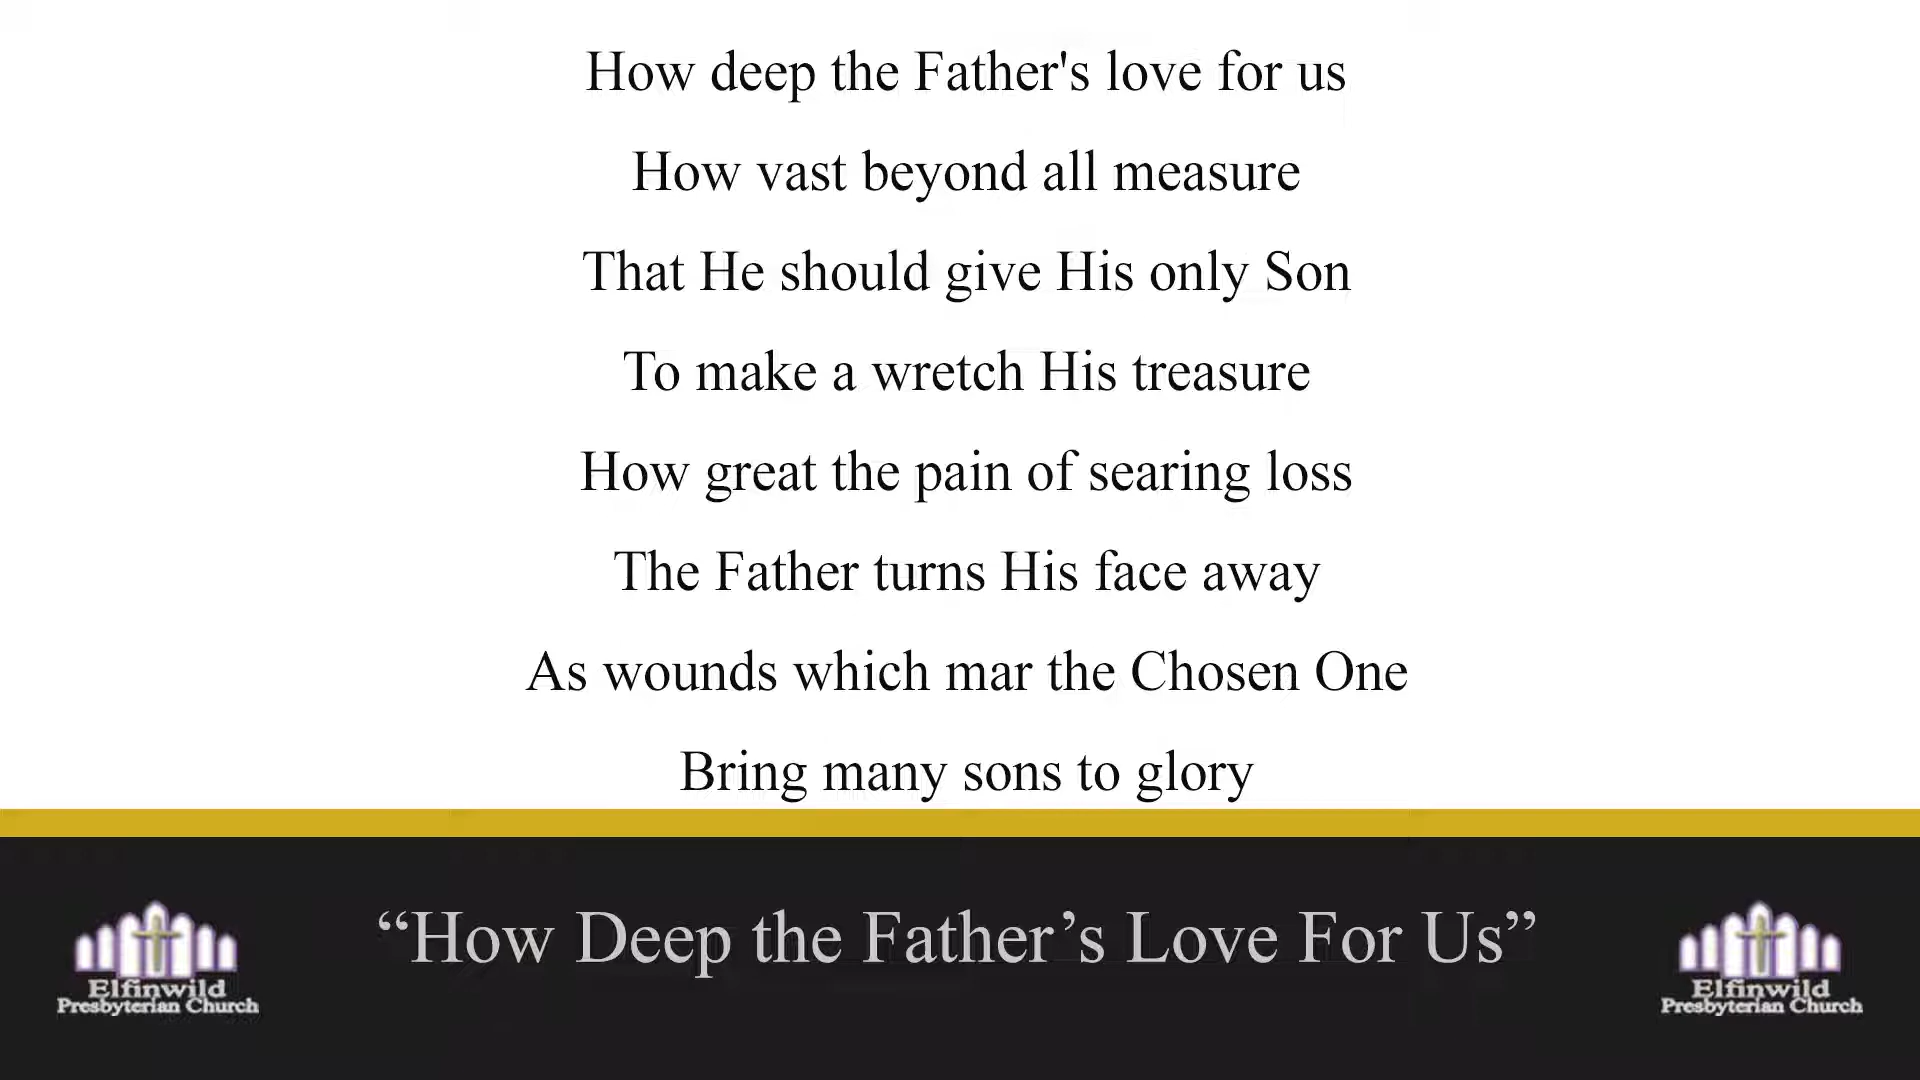 How deep the Father's love for us
How vast beyond all measure
That He should give His only Son
To make a wretch His treasure
How great the pain of searing loss
The Father turns His face away
As wounds which mar the Chosen One
Bring many sons to glory
“How Deep the Father’s Love For Us”
Elfinwild
Presbyterian Church
Elfinwild
Presbyterian Church